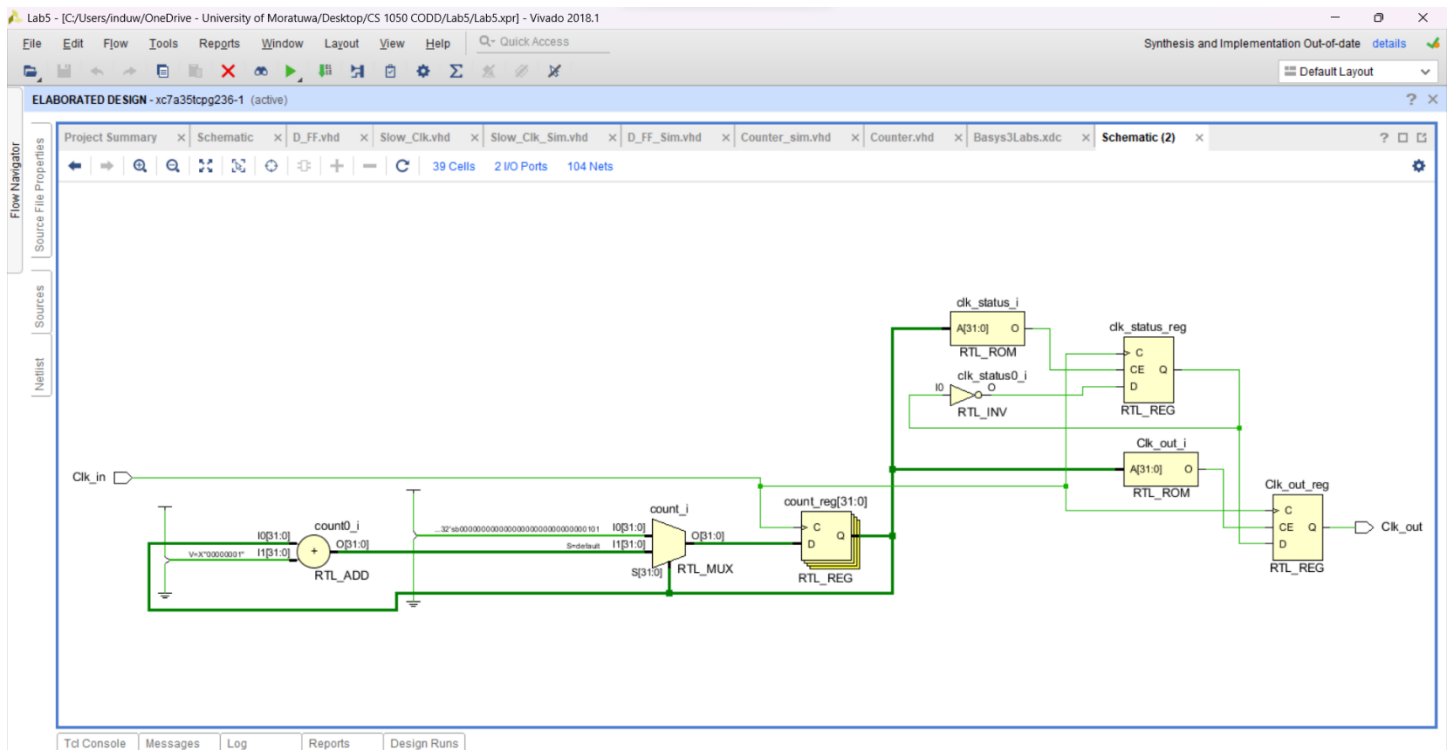 Lab5 - [C:/Users/induw/OneDrive - University of Moratuwa/Desktop/CS 1050 CODD/Lab5/Lab5.xpr] - Vivado 2018.1
File Edit Flow Tools Reports Window Layout View Help Q- Quick Access
Synthesis and Implementation Out-of-date details
Default Layout
ELABORATED DESIGN - xc7a35tcpg236-1 (active)
Flow Navigator
Source File Properties
Sources
Netlist
Project Summary Schematic D_FF.vhd Slow_Clk.vhd Slow_Clk_Sim.vhd D_FF_Sim.vhd Counter_sim.vhd Counter.vhd Basys3Labs.xdc Schematic (2)
39 Cells 2 I/O Ports 104 Nets
clk_status_i
A[31:0] O
RTL_ROM
clk_status_reg
C
CE Q
D
RTL_REG
clk_status0_i
I0 O
RTL_INV
Clk_out_i
A[31:0] O
RTL_ROM
Clk_in
Clk_out_reg
C
CE Q
D
RTL_REG
Clk_out
count0_i
I0[31:0]
V=X"00000001" I1[31:0]
+
O[31:0]
RTL_ADD
count_i
I0[31:0]
S=default I1[31:0]
S[31:0]
O[31:0]
RTL_MUX
count_reg[31:0]
C
D Q
RTL_REG
Tcl Console Messages Log Reports Design Runs